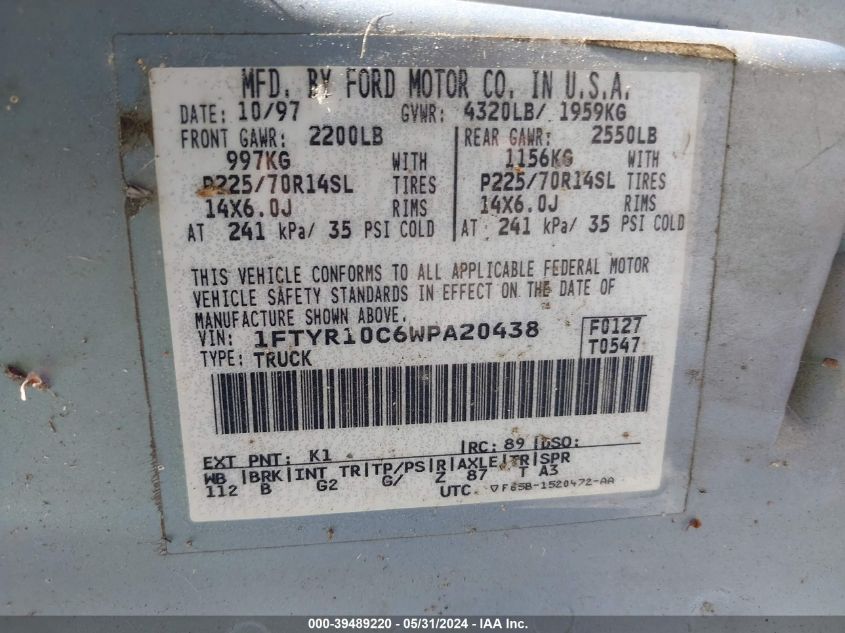 MFD. BY FORD MOTOR CO. IN U.S.A.
DATE: 10/97 GVWR: 4320LB/ 1959KG
FRONT GAWR: 2200LB REAR GAWR: 2550LB
997KG WITH 1156KG WITH
P225/70R14SL TIRES P225/70R14SL TIRES
14X6.0J RIMS 14X6.0J RIMS
AT 241 kPa/ 35 PSI COLD AT 241 kPa/ 35 PSI COLD
THIS VEHICLE CONFORMS TO ALL APPLICABLE FEDERAL MOTOR
VEHICLE SAFETY STANDARDS IN EFFECT ON THE DATE OF
MANUFACTURE SHOWN ABOVE.
VIN: 1FTYR10C6WPA20438 F0127
TYPE: TRUCK T0547
EXT PNT: K1 RC: 89 DSO:
WB BRK INT TR TP/PS R AXLE TR SPR
112 B G2 G/ Z 87 T A3
UTC ▽F65B-1520472-AA
000-39489220 - 05/31/2024 - IAA Inc.